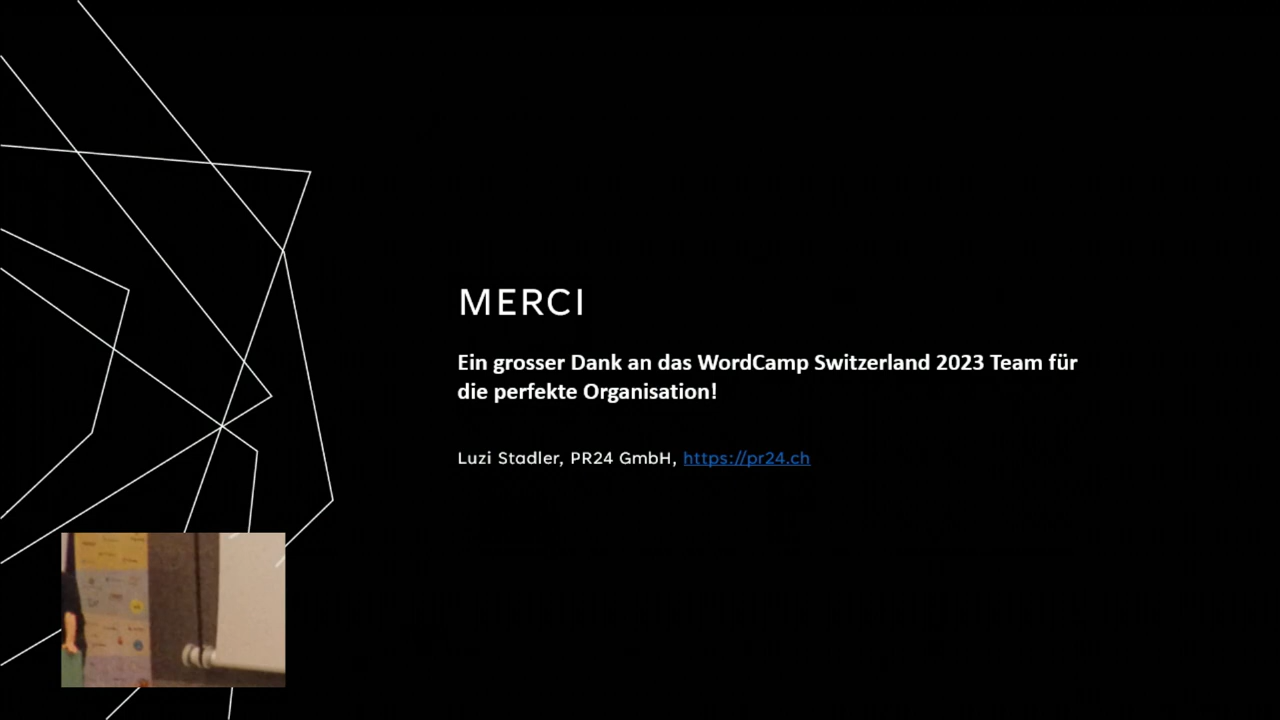 MERCI
Ein grosser Dank an das WordCamp Switzerland 2023 Team für
die perfekte Organisation!
Luzi Stadler, PR24 GmbH, https://pr24.ch